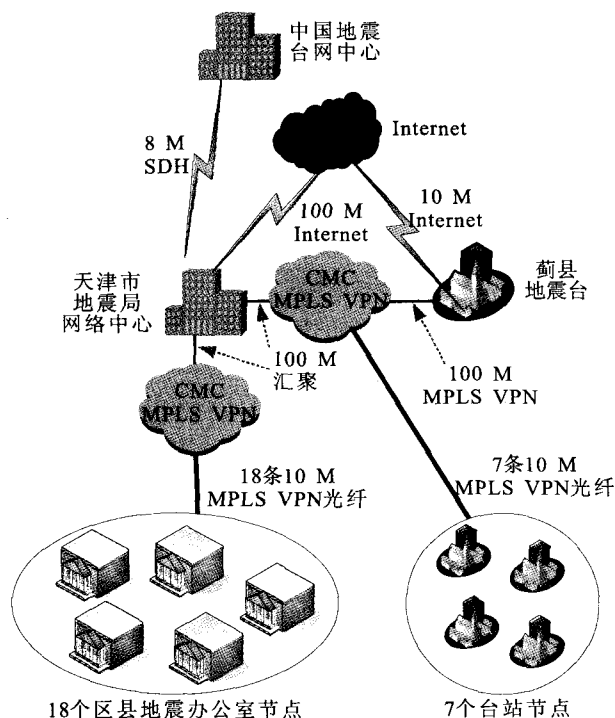 中国地震
台网中心
8 M
SDH
Internet
100 M
Internet
10 M
Internet
天津市
地震局
网络中心
CMC
MPLS VPN
蓟县
地震台
100 M
汇聚
100 M
MPLS VPN
CMC
MPLS VPN
18条10 M
MPLS VPN光纤
7条10 M
MPLS VPN光纤
18个区县地震办公室节点
7个台站节点